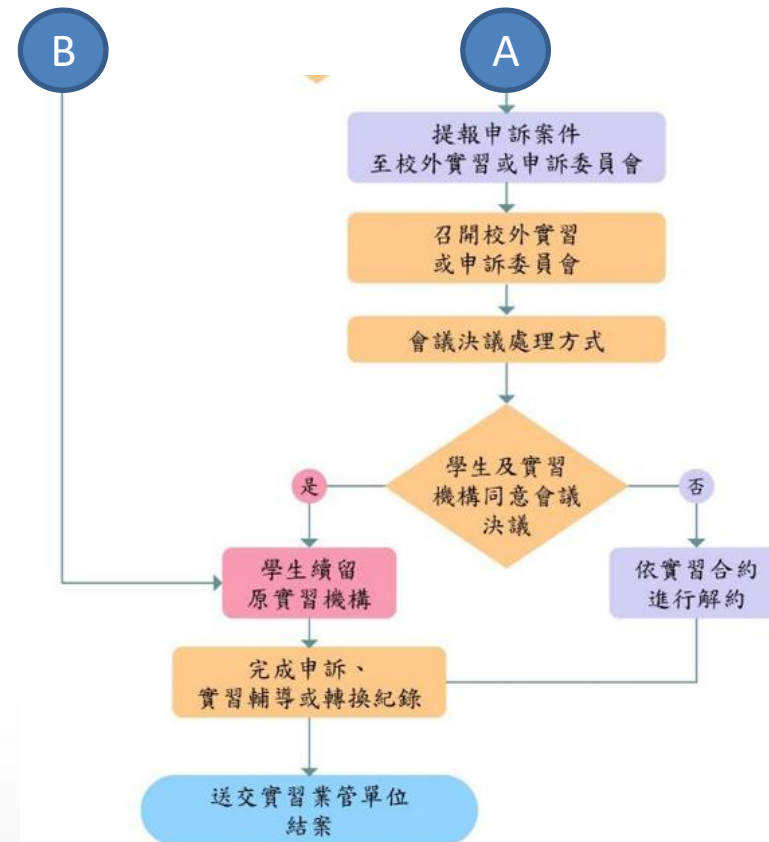 B
A
提報申訴案件
至校外實習或申訴委員會
召開校外實習
或申訴委員會
會議決議處理方式
學生及實習
機構同意會議
決議
是
否
學生續留
原實習機構
依實習合約
進行解約
完成申訴、
實習輔導或轉換紀錄
送交實習業管單位
結案